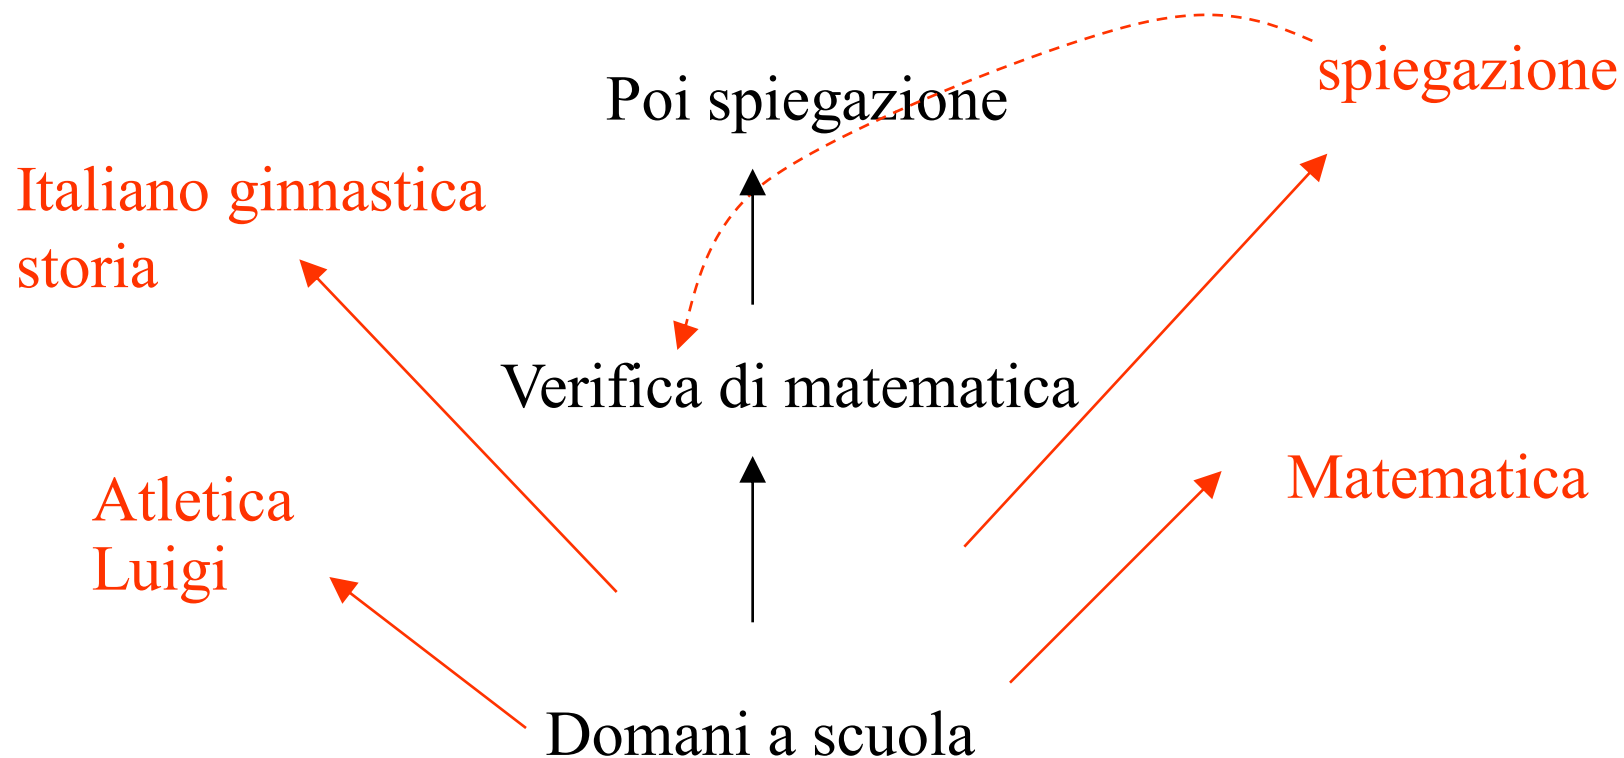 spiegazione
Poi spiegazione
Italiano ginnastica
storia
Verifica di matematica
Matematica
Atletica
Luigi
Domani a scuola